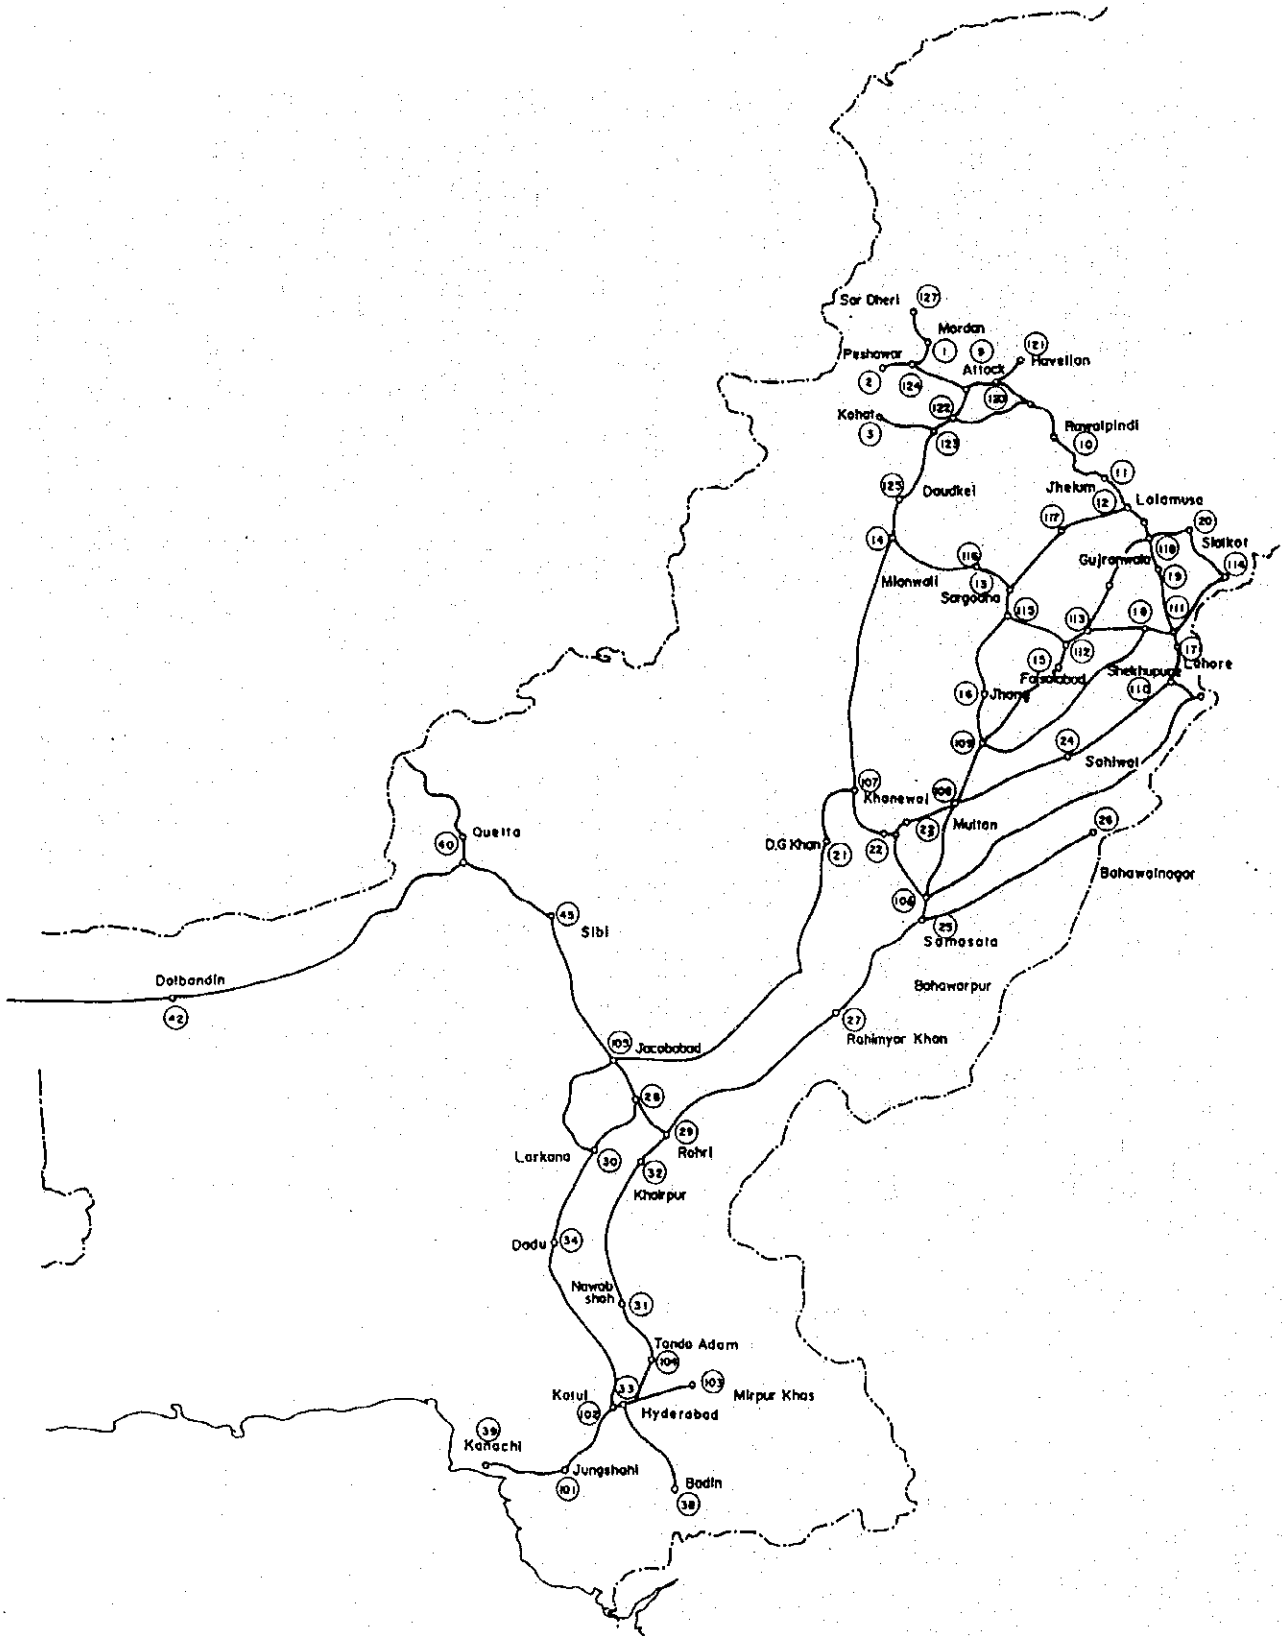 Sar Dheri 127
Mardan
1 9 121
Peshawar Attock Havelian
2 124 120
Kohat 122
3 123 Rawalpindi
10
11
125 Daudkel Jhelum
12 Lalamusa
117 20
14 118 Sialkot
116 Gujranwala
Mianwali 13 19 114
Sargodha
115 113 18 111
112 17
15 Shekhupura Lahore
Faisalabad
16 Jhang 110
109 24
Sahiwal
107
Khanewal 108
26
Quetta 22 23 Multan
40 D.G Khan 21
Bahawalnagar
106
45 25
Sibi Samasata
Dalbandin Bahawarpur
42 27
Rahimyar Khan
105 Jacobabad
28
29
Larkana 30 Rohri
32
Khairpur
Dadu 34
Nawab
shah 31
Tando Adam
104
33 103
Kotul Mirpur Khas
102 Hyderabad
39
Kanachi
Jungshahi
101 Badin
38